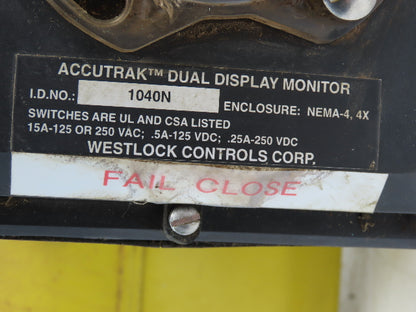 ACCUTRAK™ DUAL DISPLAY MONITOR
I.D.NO.: 1040N ENCLOSURE: NEMA-4, 4X
SWITCHES ARE UL AND CSA LISTED
15A-125 OR 250 VAC; .5A-125 VDC; .25A-250 VDC
WESTLOCK CONTROLS CORP.
FAIL CLOSE